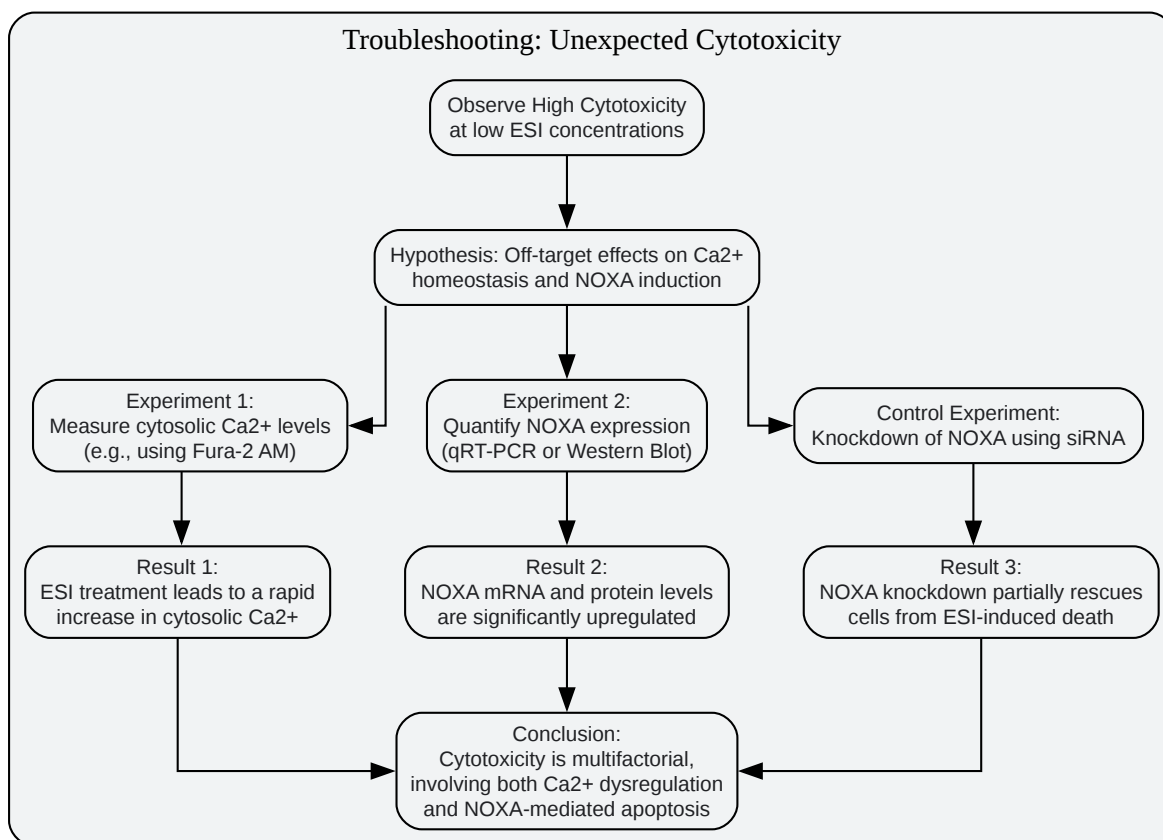 Troubleshooting: Unexpected Cytotoxicity
Observe High Cytotoxicity
at low ESI concentrations
Hypothesis: Off-target effects on Ca2+
homeostasis and NOXA induction
Experiment 1:
Measure cytosolic Ca2+ levels
(e.g., using Fura-2 AM)
Experiment 2:
Quantify NOXA expression
(qRT-PCR or Western Blot)
Control Experiment:
Knockdown of NOXA using siRNA
Result 1:
ESI treatment leads to a rapid
increase in cytosolic Ca2+
Result 2:
NOXA mRNA and protein levels
are significantly upregulated
Result 3:
NOXA knockdown partially rescues
cells from ESI-induced death
Conclusion:
Cytotoxicity is multifactorial,
involving both Ca2+ dysregulation
and NOXA-mediated apoptosis